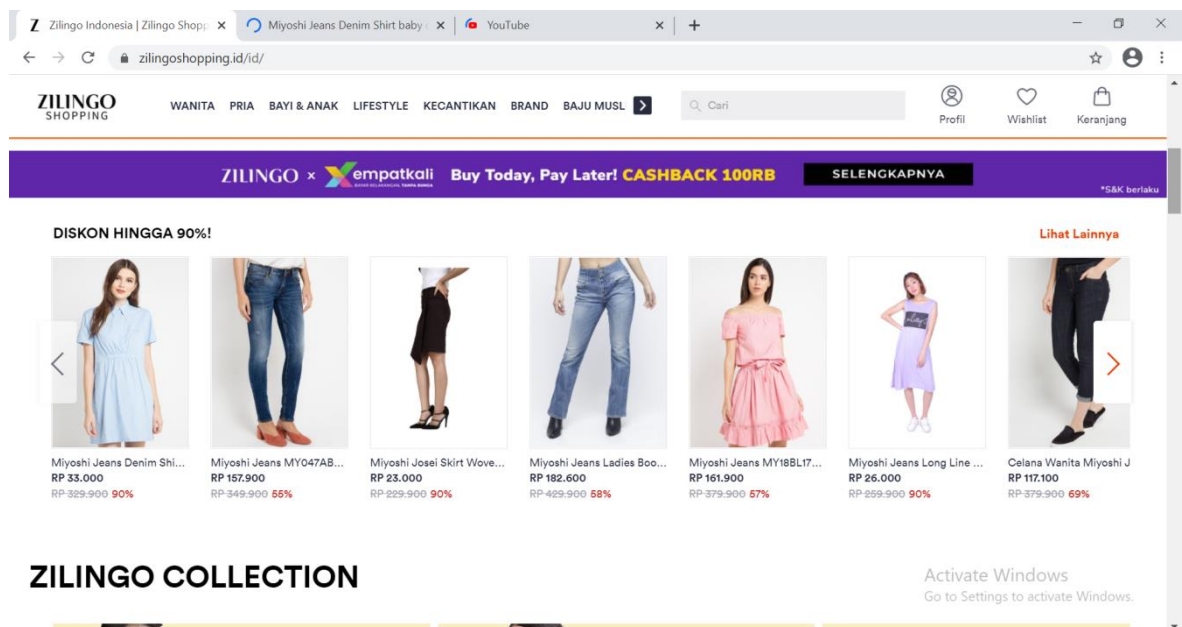 Zilingo Indonesia | Zilingo Shopp
Miyoshi Jeans Denim Shirt baby
YouTube
zilingoshopping.id/id/
ZILINGO
SHOPPING
WANITA PRIA BAYI & ANAK LIFESTYLE KECANTIKAN BRAND BAJU MUSL
Cari
Profil
Wishlist
Keranjang
ZILINGO × empatkali Buy Today, Pay Later! CASHBACK 100RB SELENGKAPNYA
*S&K berlaku
DISKON HINGGA 90%!
Lihat Lainnya
Miyoshi Jeans Denim Shi...
RP 33.000
RP 329.900 90%
Miyoshi Jeans MY047AB...
RP 157.900
RP 349.900 55%
Miyoshi Josei Skirt Wove...
RP 23.000
RP 229.900 90%
Miyoshi Jeans Ladies Boo...
RP 182.600
RP 429.900 58%
Miyoshi Jeans MY18BL17...
RP 161.900
RP 379.900 57%
Miyoshi Jeans Long Line ...
RP 26.000
RP 259.900 90%
Celana Wanita Miyoshi J
RP 117.100
RP 379.900 69%
ZILINGO COLLECTION
Activate Windows
Go to Settings to activate Windows.